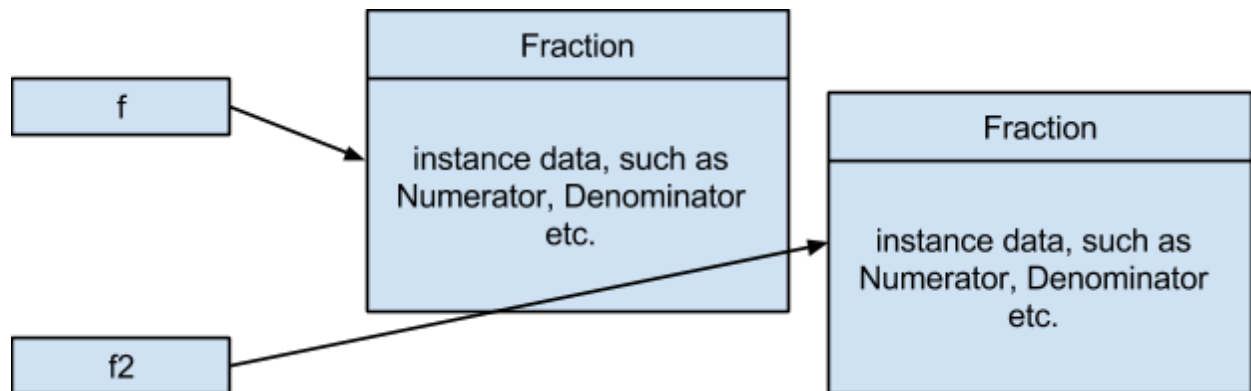 Fraction
f
instance data, such as
Numerator, Denominator
etc.
Fraction
instance data, such as
Numerator, Denominator
etc.
f2